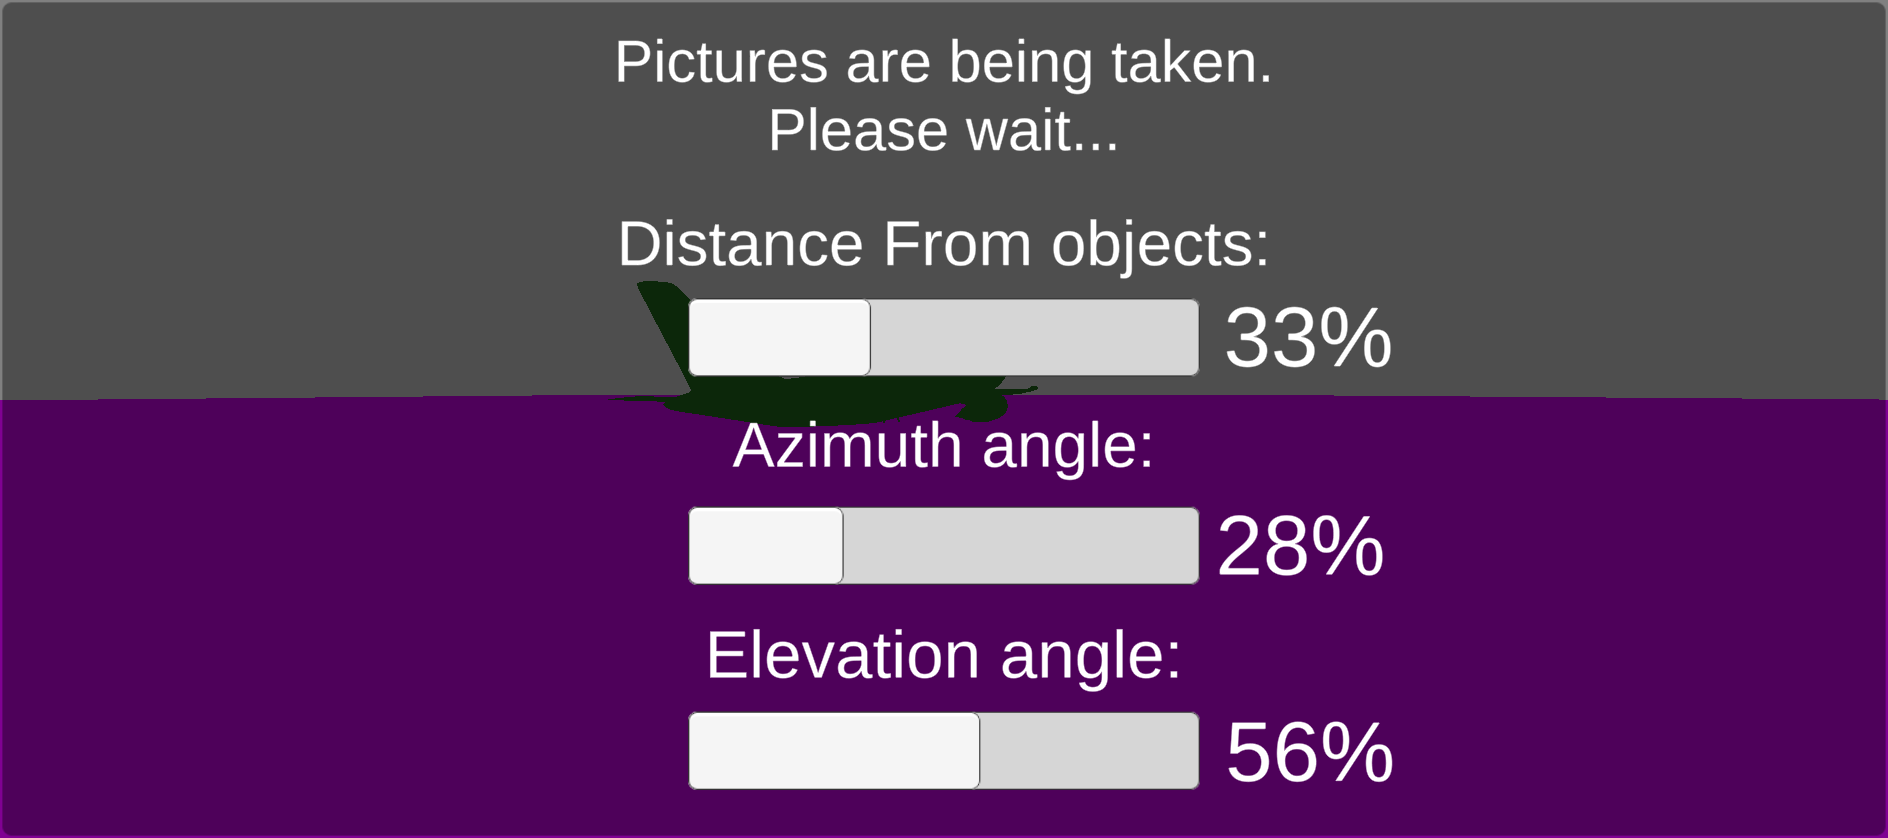 Pictures are being taken.
Please wait...
Distance From objects:
33%
Azimuth angle:
28%
Elevation angle:
56%